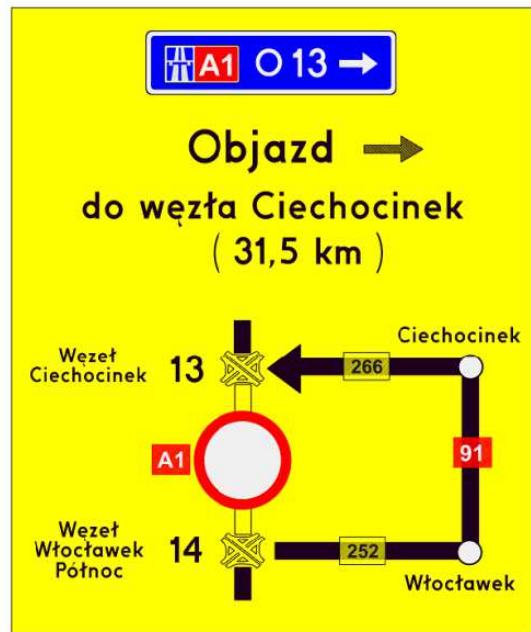 A1 O 13
Objazd
do węzła Ciechocinek
( 31,5 km )
Ciechocinek
Węzeł
Ciechocinek
13
266
A1
91
Węzeł
Włocławek
Północ
14
252
Włocławek